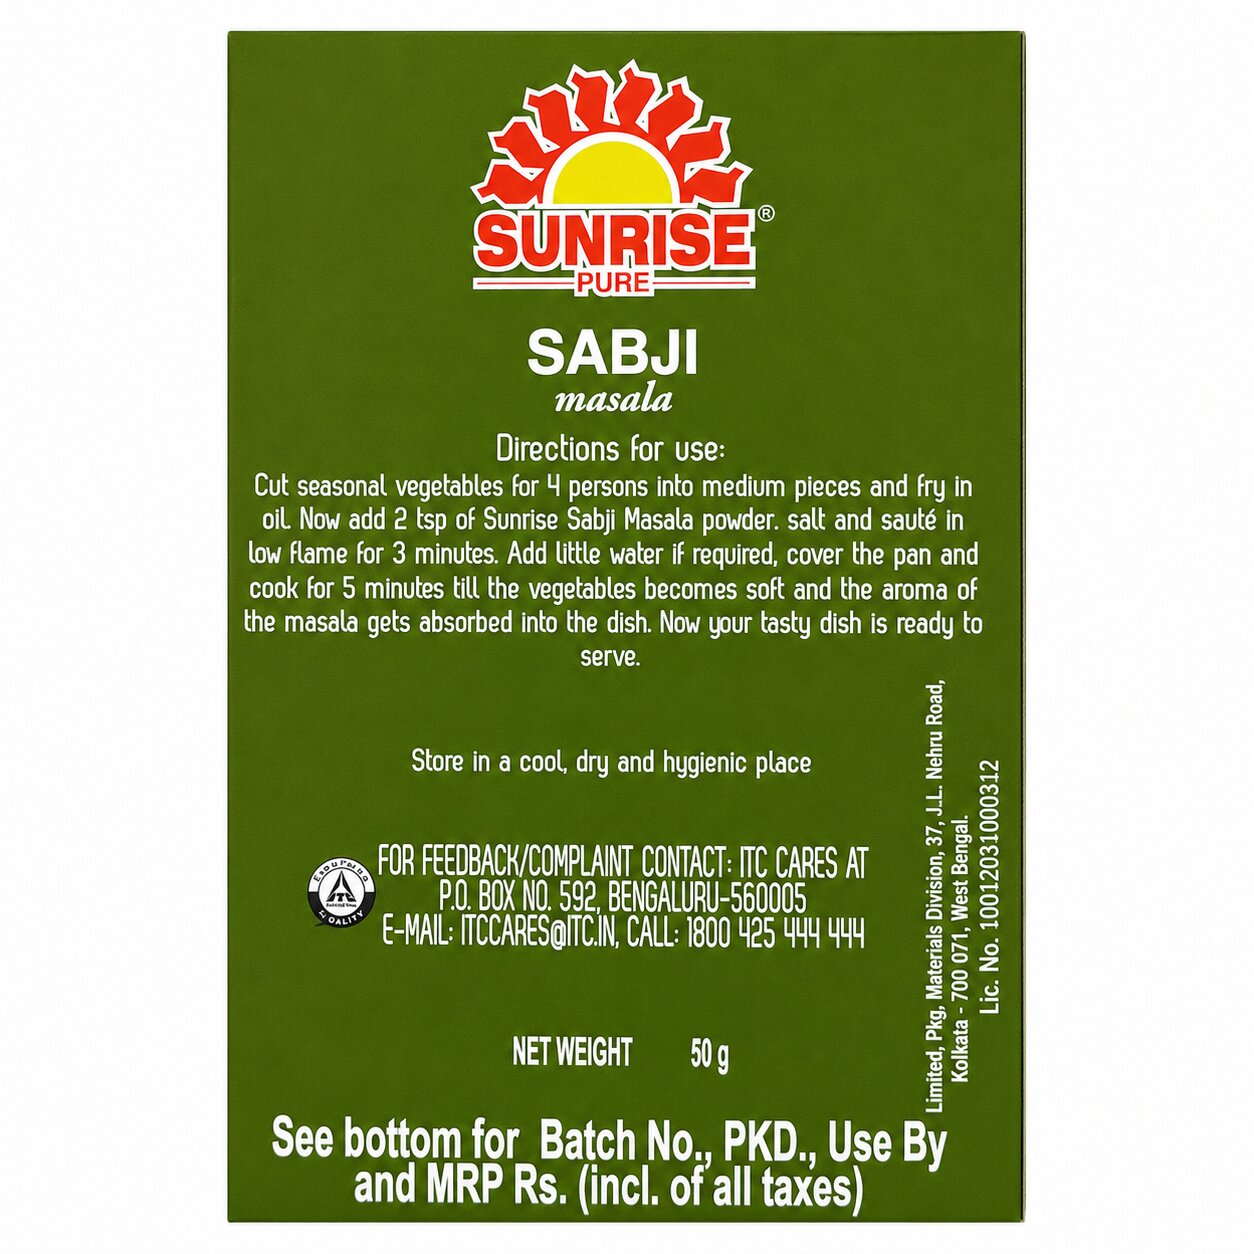 SUNRISE®
PURE
SABJI
masala
Directions for use:
Cut seasonal vegetables for 4 persons into medium pieces and fry in
oil. Now add 2 tsp of Sunrise Sabji Masala powder. salt and sauté in
low flame for 3 minutes. Add little water if required, cover the pan and
cook for 5 minutes till the vegetables becomes soft and the aroma of
the masala gets absorbed into the dish. Now your tasty dish is ready to
serve.
Store in a cool, dry and hygienic place
FOR FEEDBACK/COMPLAINT CONTACT: ITC CARES AT
P.O. BOX NO. 592, BENGALURU-560005
E-MAIL: ITCCARES@ITC.IN, CALL: 1800 425 444 444
ITC
NET WEIGHT 50 g
See bottom for Batch No., PKD., Use By
and MRP Rs. (incl. of all taxes)
Limited, Pkg, Materials Division, 37, J.L. Nehru Road,
Kolkata - 700 071, West Bengal.
Lic. No. 10012031000312